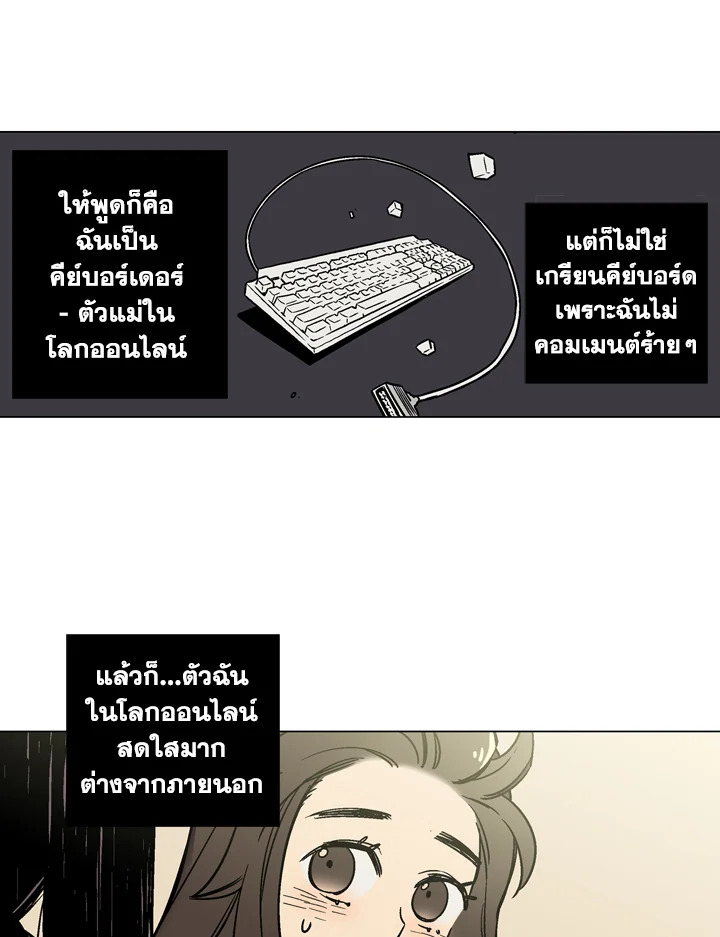 ให้พูดก็คือ
ฉันเป็น
คีย์บอร์เดอร์
- ตัวแม่ใน
โลกออนไลน์
แต่ก็ไม่ใช่
เกรียนคีย์บอร์ด
เพราะฉันไม่
คอมเมนต์ร้ายๆ
แล้วก็...ตัวฉัน
ในโลกออนไลน์
สดใสมาก
ต่างจากภายนอก